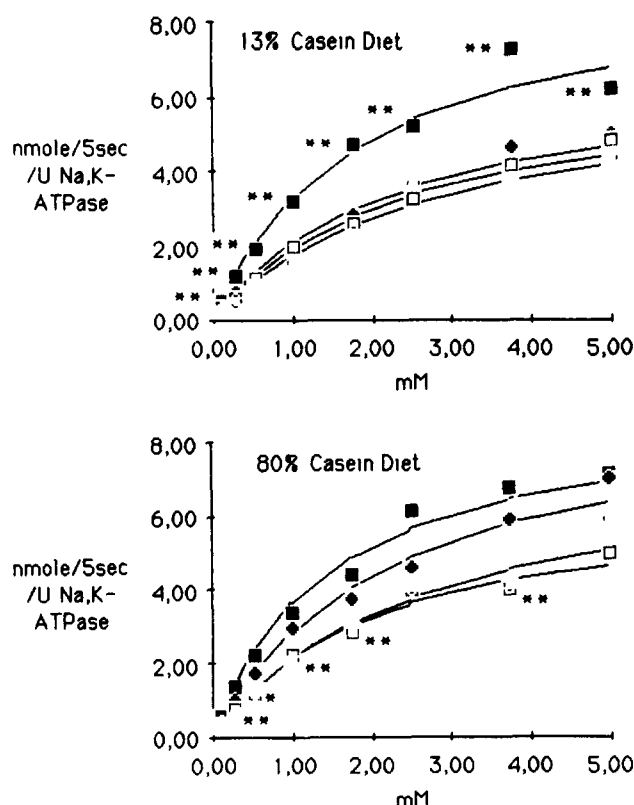 8,00
13% Casein Diet
**
6,00
**
**
**
nmole/5sec
/U Na,K-
ATPase
4,00
**
**
2,00
**
**
0,00
0,00 1,00 2,00 3,00 4,00 5,00
mM
8,00
80% Casein Diet
6,00
nmole/5sec
/U Na,K-
ATPase
4,00
**
**
2,00
**
*
**
0,00
0,00 1,00 2,00 3,00 4,00 5,00
mM